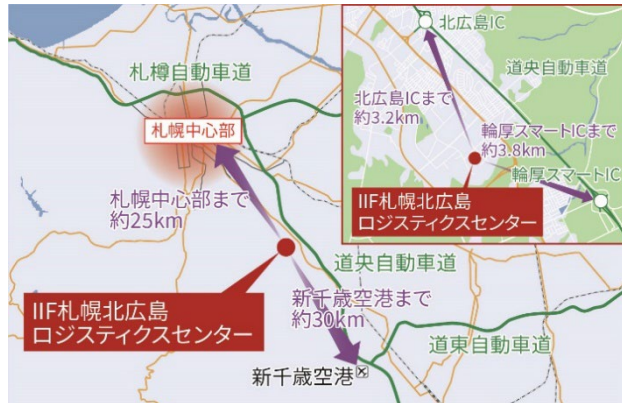 札樽自動車道
札幌中心部
札幌中心部まで
約25km
IIF札幌北広島
ロジスティクスセンター
道央自動車道
新千歳空港まで
約30km
道東自動車道
新千歳空港
北広島IC
道央自動車道
北広島ICまで
約3.2km
輪厚スマートICまで
約3.8km
輪厚スマートIC
IIF札幌北広島
ロジスティクスセンター